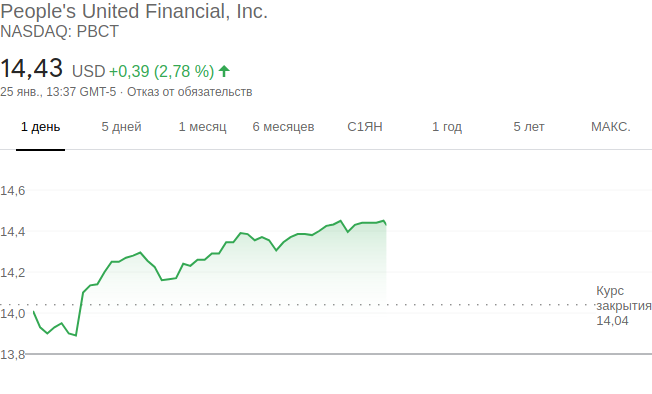 People's United Financial, Inc.
NASDAQ: PBCT
14,43 USD +0,39 (2,78 %)
25 янв., 13:37 GMT-5 · Отказ от обязательств
1 день 5 дней 1 месяц 6 месяцев С1ЯН 1 год 5 лет МАКС.
14,6
14,4
14,2
Курс
закрытия
14,04
14,0
13,8